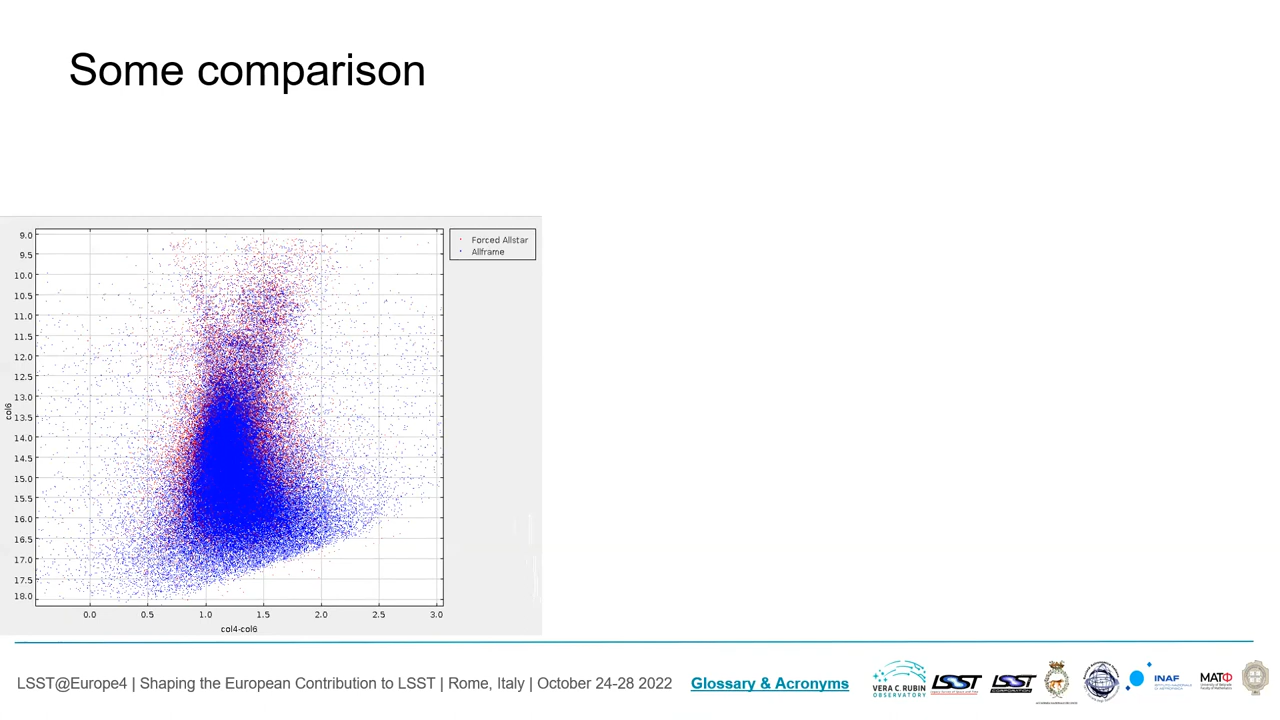 Some comparison
Forced Allstar
Allframe
9.0
9.5
10.0
10.5
11.0
11.5
12.0
12.5
13.0
13.5
14.0
14.5
15.0
15.5
16.0
16.5
17.0
17.5
18.0
col6
0.0 0.5 1.0 1.5 2.0 2.5 3.0
col4-col6
LSST@Europe4 | Shaping the European Contribution to LSST | Rome, Italy | October 24-28 2022 Glossary & Acronyms
VERA C. RUBIN
OBSERVATORY
LSST
LSST
CORPORATION
INAF